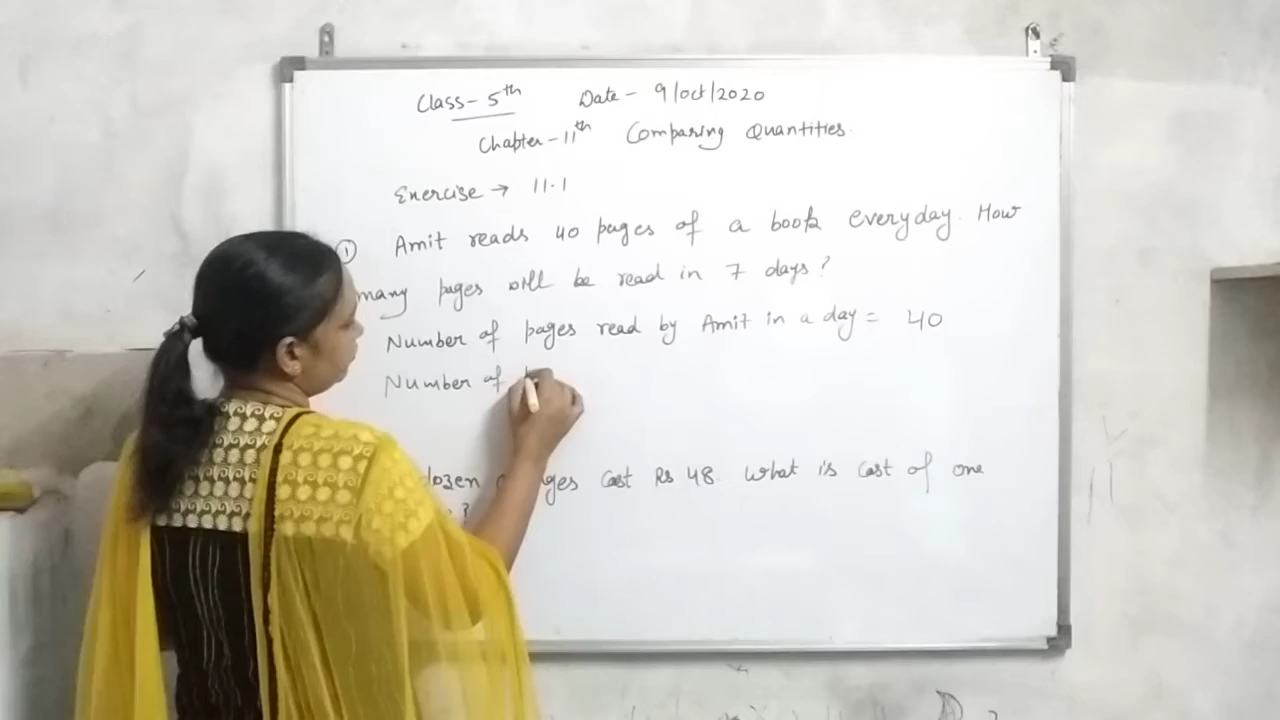 Class - 5th Date - 9/oct/2020
Chapter - 11th Comparing Quantities.
Exercise → 11.1
① Amit reads 40 pages of a book everyday. How
many pages will be read in 7 days?
Number of pages read by Amit in a day = 40
Number of
dozen cost Rs 48. What is cost of one
?